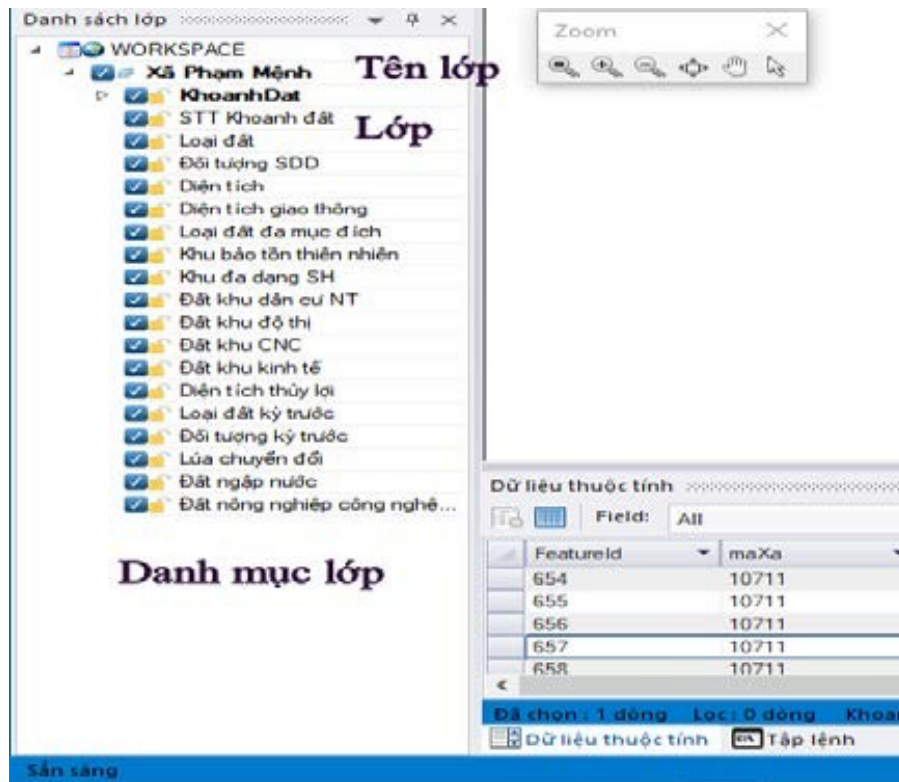 Danh sách lớp
WORKSPACE
Xã Phạm Mệnh
Tên lớp
KhoanhDat
STT Khoanh đất
Lớp
Loại đất
Đối tượng SDD
Diện tích
Diện tích giao thông
Loại đất đa mục đích
Khu bảo tồn thiên nhiên
Khu đa dạng SH
Đất khu dân cư NT
Đất khu độ thị
Đất khu CNC
Đất khu kinh tế
Diện tích thủy lợi
Loại đất kỳ trước
Đối tượng kỳ trước
Lúa chuyển đổi
Đất ngập nước
Đất nông nghiệp công nghệ...
Danh mục lớp
Zoom
Dữ liệu thuộc tính
Field: All
FeatureId maXa
654 10711
655 10711
656 10711
657 10711
658 10711
Đã chọn : 1 dòng Lọc : 0 dòng Khoan
Dữ liệu thuộc tính Tập lệnh
Sẵn sàng